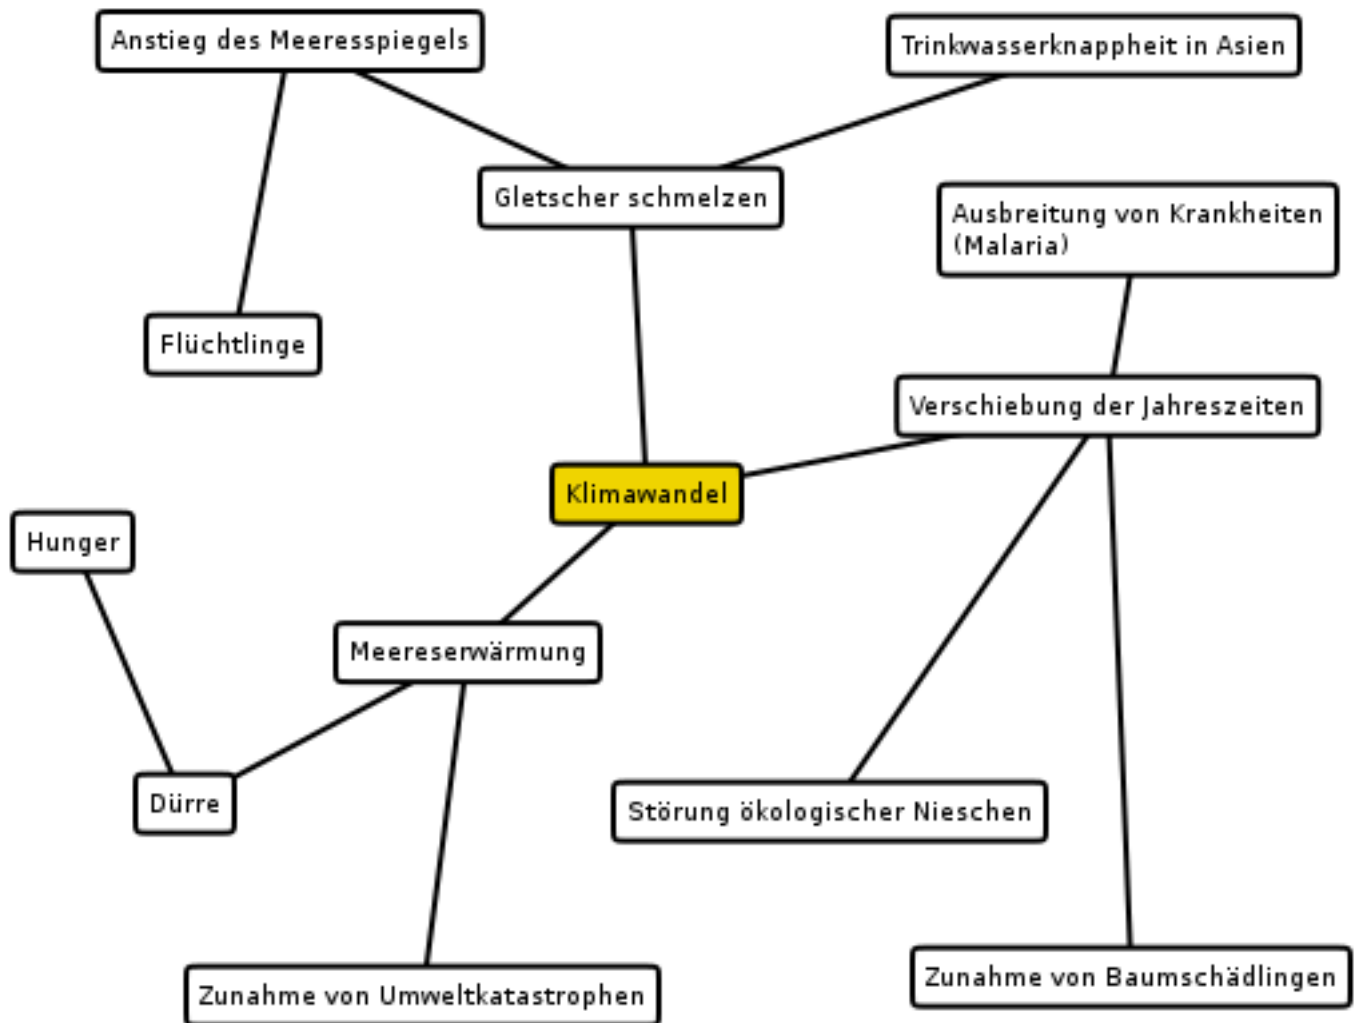 Anstieg des Meeresspiegels
Trinkwasserknappheit in Asien
Gletscher schmelzen
Ausbreitung von Krankheiten
(Malaria)
Flüchtlinge
Verschiebung der Jahreszeiten
Klimawandel
Hunger
Meereserwärmung
Dürre
Störung ökologischer Nieschen
Zunahme von Baumschädlingen
Zunahme von Umweltkatastrophen